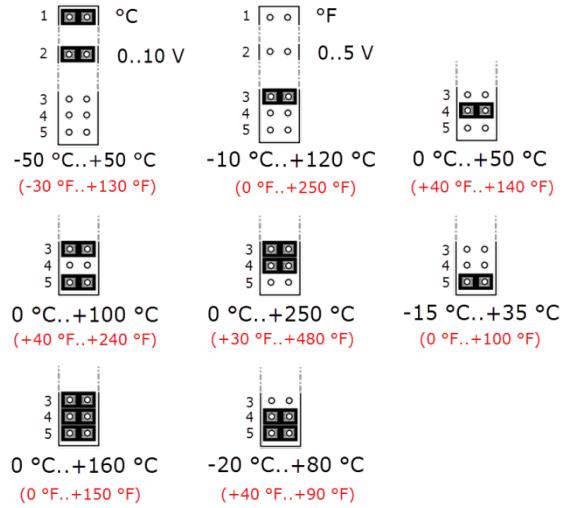 1 °C
2 0..10 V
3
4
5
-50 °C..+50 °C
(-30 °F..+130 °F)
1 °F
2 0..5 V
3
4
5
-10 °C..+120 °C
(0 °F..+250 °F)
3
4
5
0 °C..+50 °C
(+40 °F..+140 °F)
3
4
5
0 °C..+100 °C
(+40 °F..+240 °F)
3
4
5
0 °C..+250 °C
(+30 °F..+480 °F)
3
4
5
-15 °C..+35 °C
(0 °F..+100 °F)
3
4
5
0 °C..+160 °C
(0 °F..+150 °F)
3
4
5
-20 °C..+80 °C
(+40 °F..+90 °F)